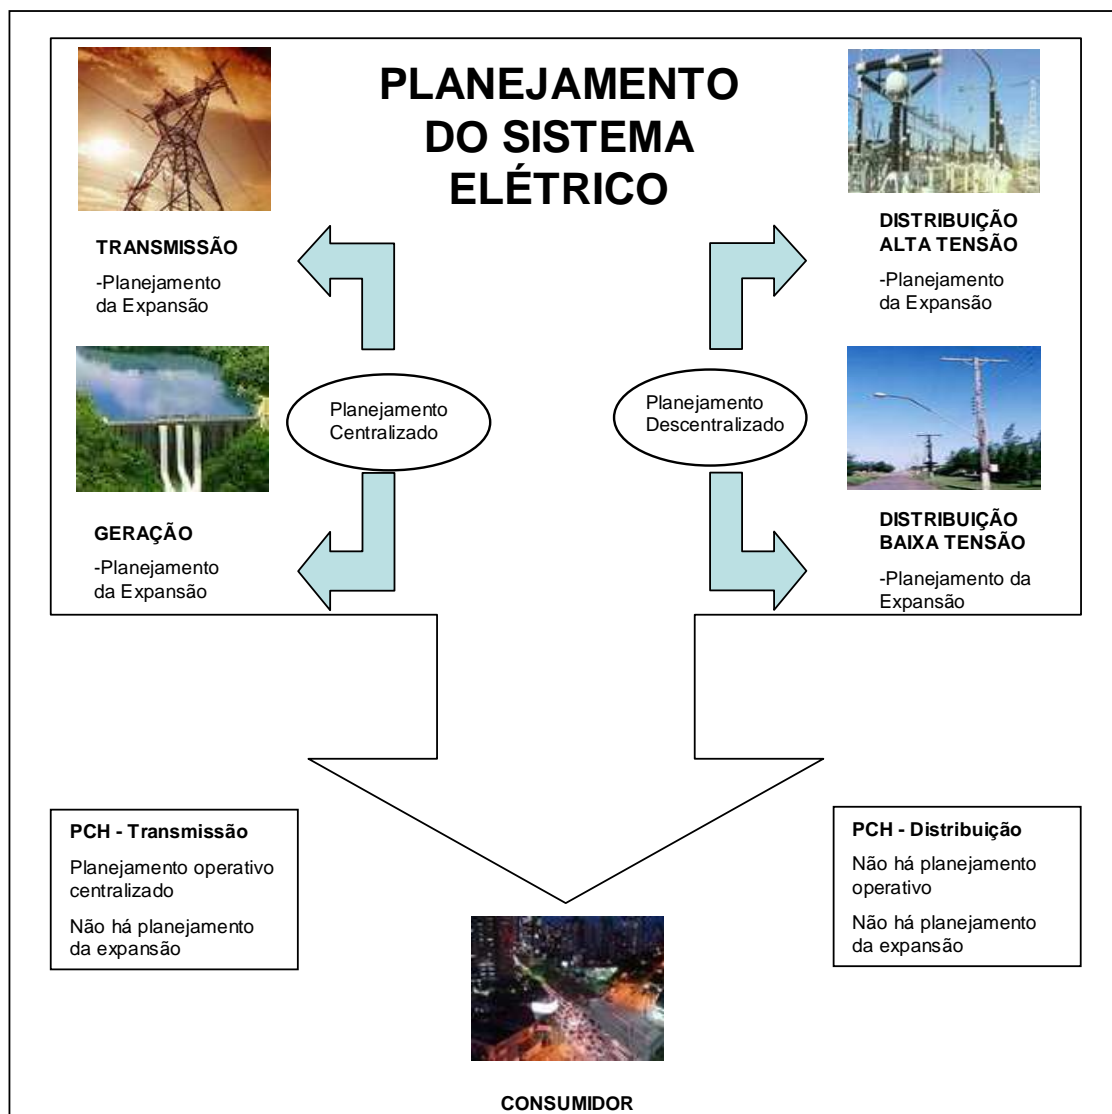 PLANEJAMENTO
DO SISTEMA
ELÉTRICO
TRANSMISSÃO
-Planejamento
da Expansão
GERAÇÃO
-Planejamento
da Expansão
Planejamento
Centralizado
Planejamento
Descentralizado
DISTRIBUIÇÃO
ALTA TENSÃO
-Planejamento
da Expansão
DISTRIBUIÇÃO
BAIXA TENSÃO
-Planejamento da
Expansão
PCH - Transmissão
Planejamento operativo
centralizado
Não há planejamento
da expansão
PCH - Distribuição
Não há planejamento
operativo
Não há planejamento
da expansão
CONSUMIDOR